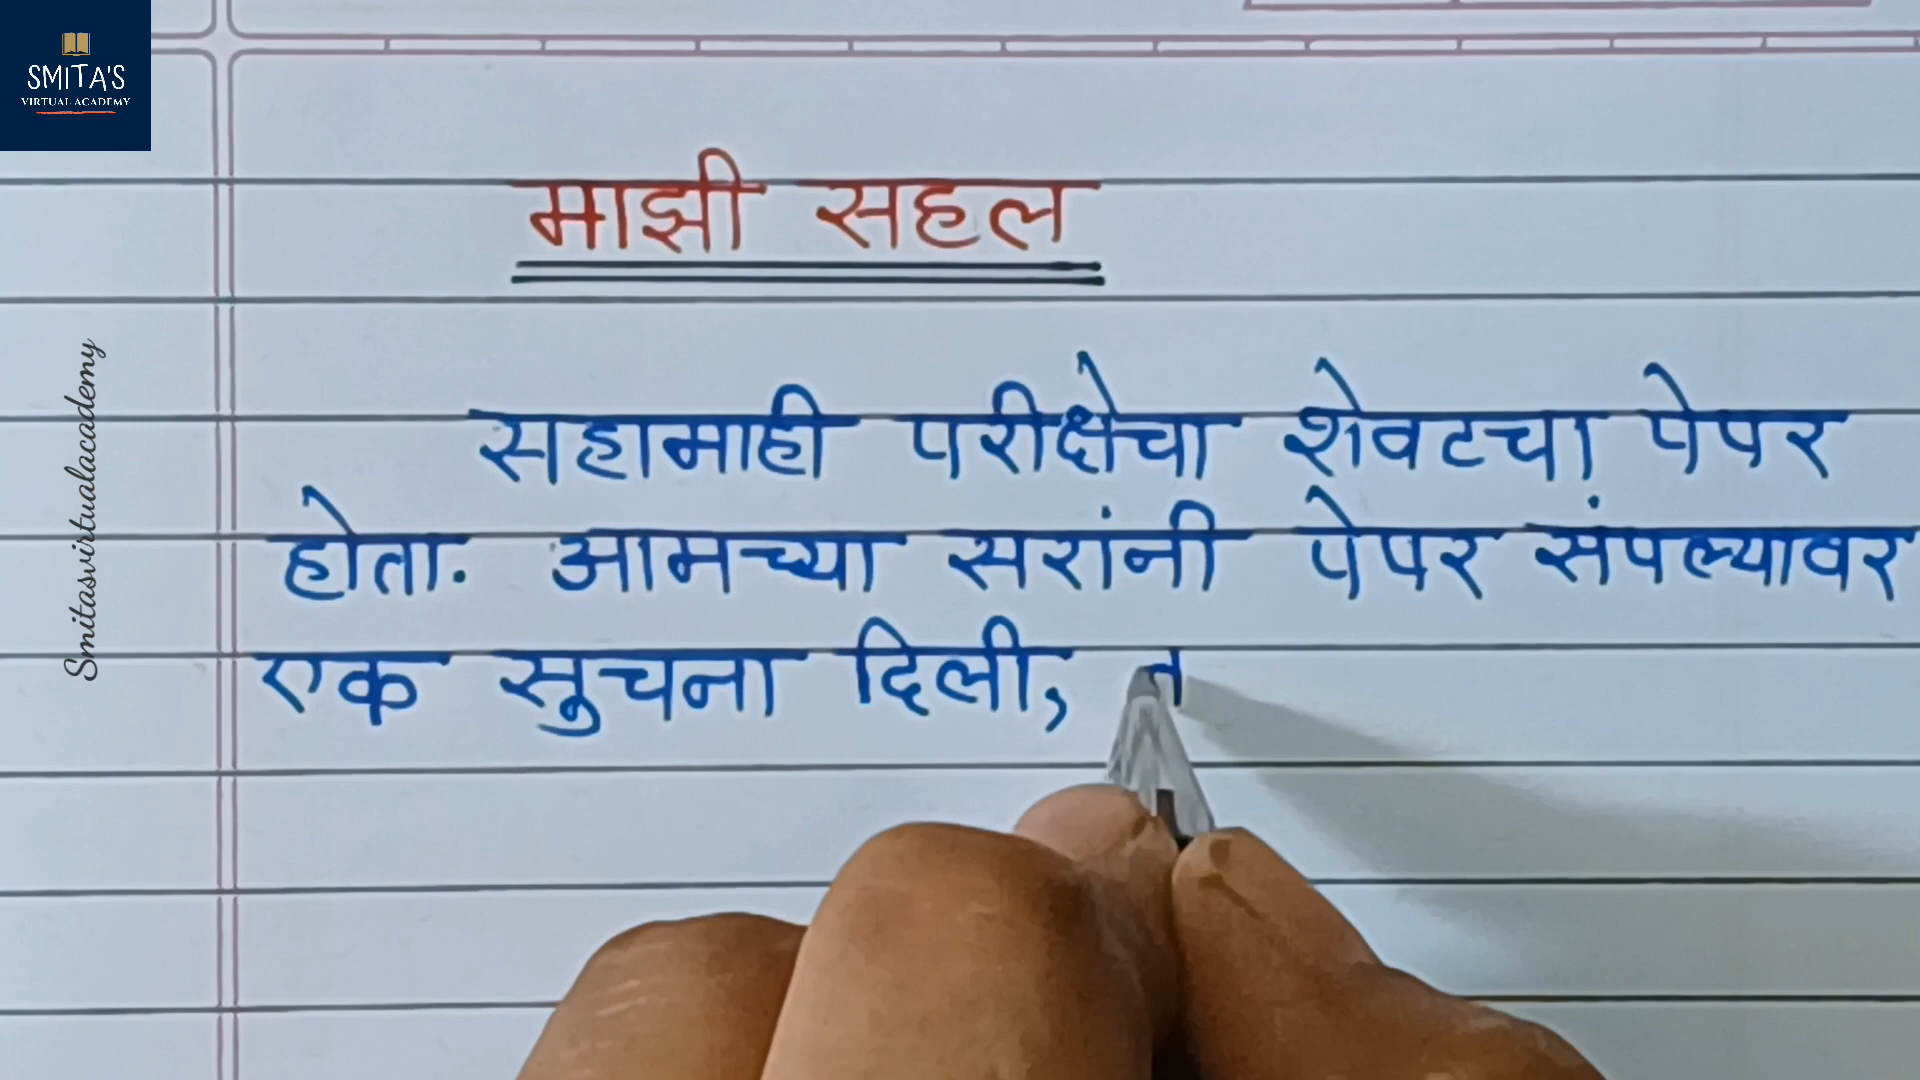 SMITA'S
VIRTUAL ACADEMY
Smitasvirtualacademy
माझी सहल
सहामाही परीक्षेचा शेवटचा पेपर
होता. आमच्या सरांनी पेपर संपल्यावर
एक सुचना दिली,